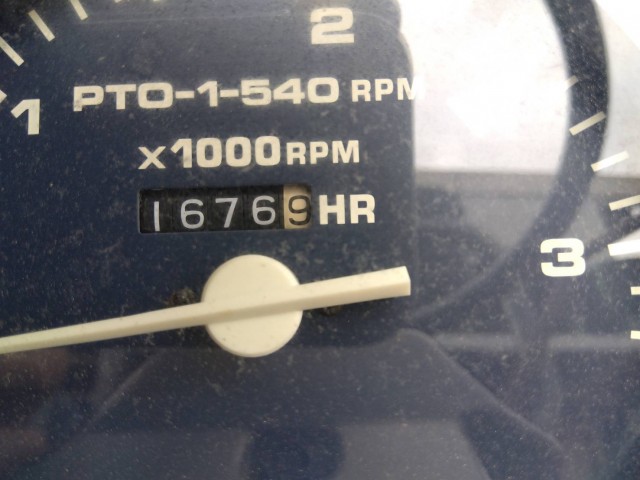 2
1
PTO-1-540 RPM
x1000RPM
16769HR
3